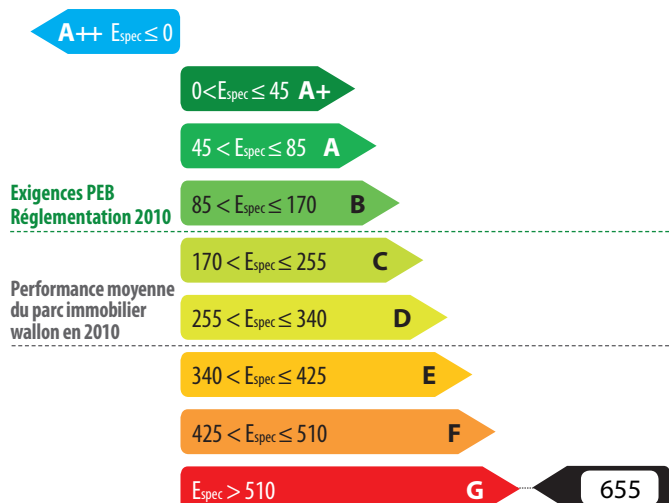 A++ Espec ≤ 0
0<Espec ≤ 45 A+
45 < Espec ≤ 85 A
Exigences PEB
Réglementation 2010
85 < Espec ≤ 170 B
170 < Espec ≤ 255 C
Performance moyenne
du parc immobilier
wallon en 2010
255 < Espec ≤ 340 D
340 < Espec ≤ 425 E
425 < Espec ≤ 510 F
Espec > 510 G
655